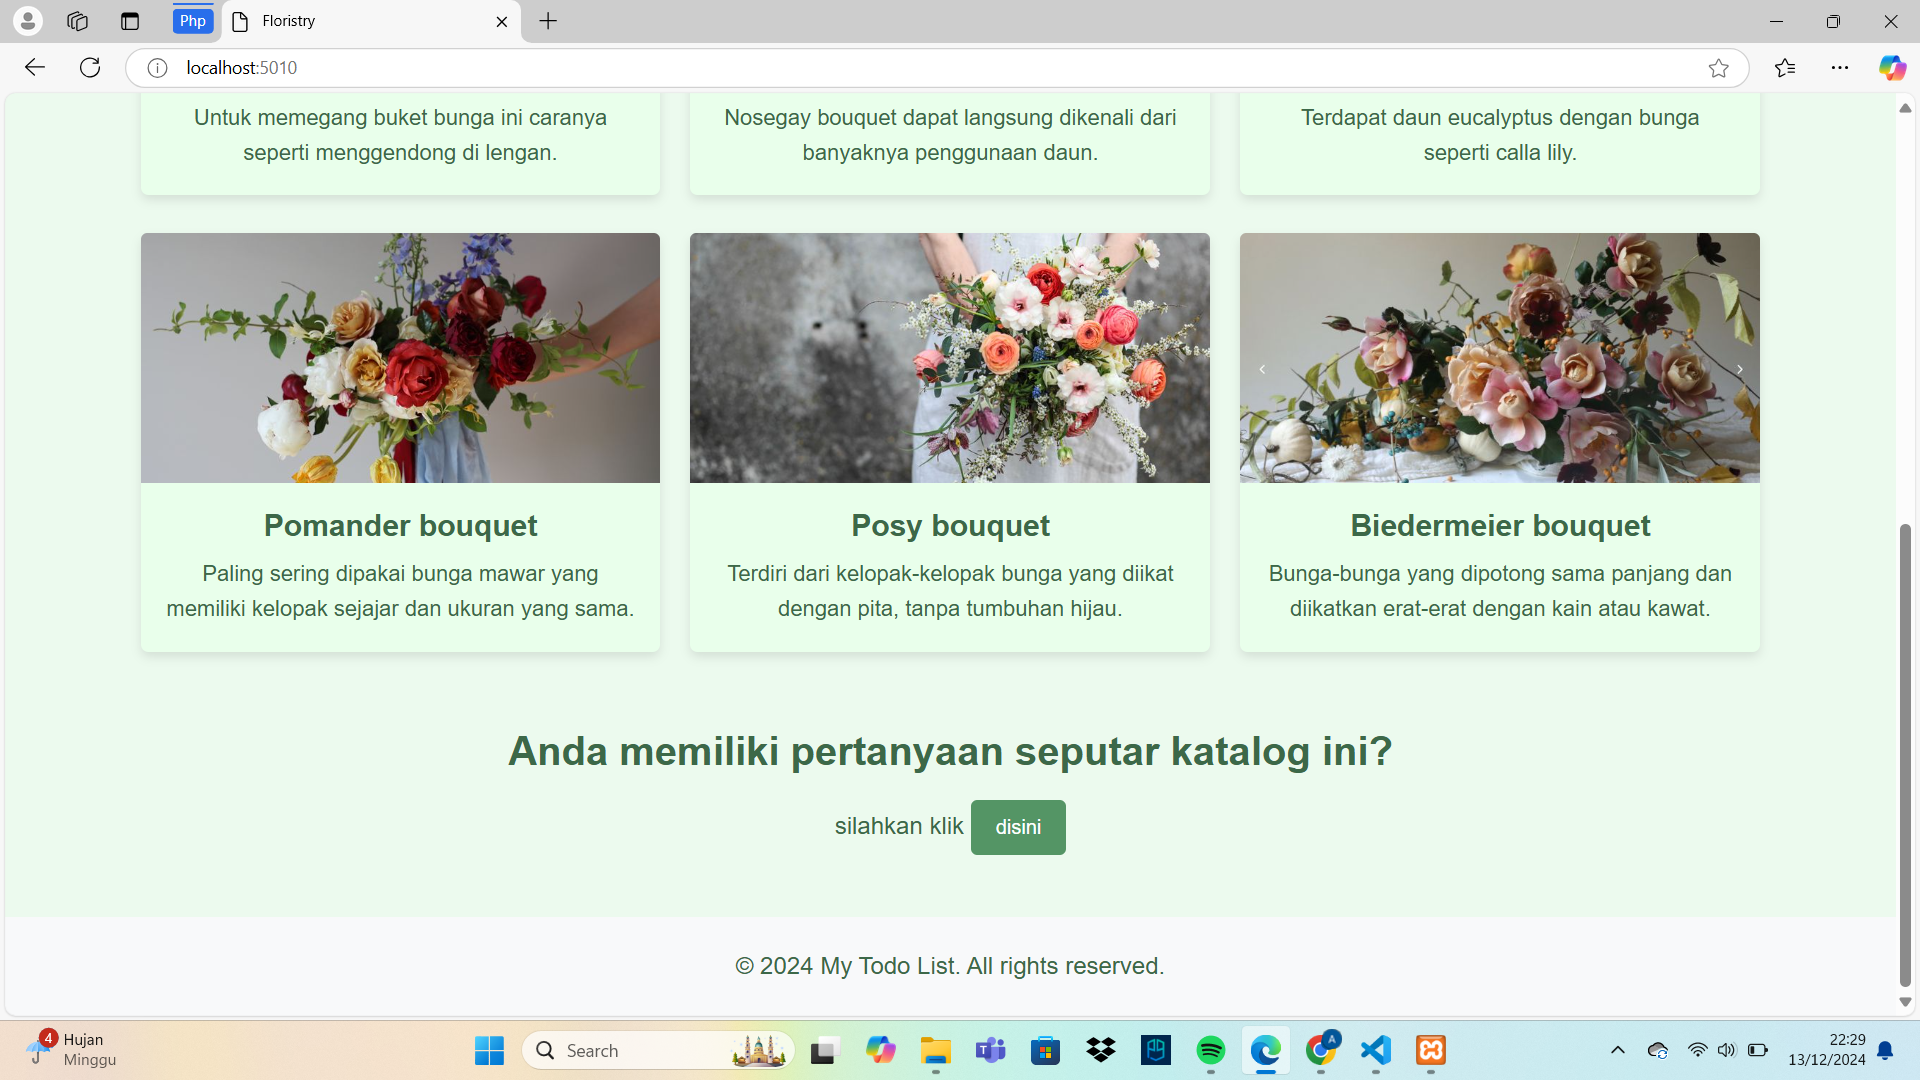 Php
Floristry
localhost:5010
Untuk memegang buket bunga ini caranya
seperti menggendong di lengan.
Nosegay bouquet dapat langsung dikenali dari
banyaknya penggunaan daun.
Terdapat daun eucalyptus dengan bunga
seperti calla lily.
Pomander bouquet
Paling sering dipakai bunga mawar yang
memiliki kelopak sejajar dan ukuran yang sama.
Posy bouquet
Terdiri dari kelopak-kelopak bunga yang diikat
dengan pita, tanpa tumbuhan hijau.
Biedermeier bouquet
Bunga-bunga yang dipotong sama panjang dan
diikatkan erat-erat dengan kain atau kawat.
Anda memiliki pertanyaan seputar katalog ini?
silahkan klik disini
© 2024 My Todo List. All rights reserved.
4
Hujan
Minggu
Search
A
22:29
13/12/2024